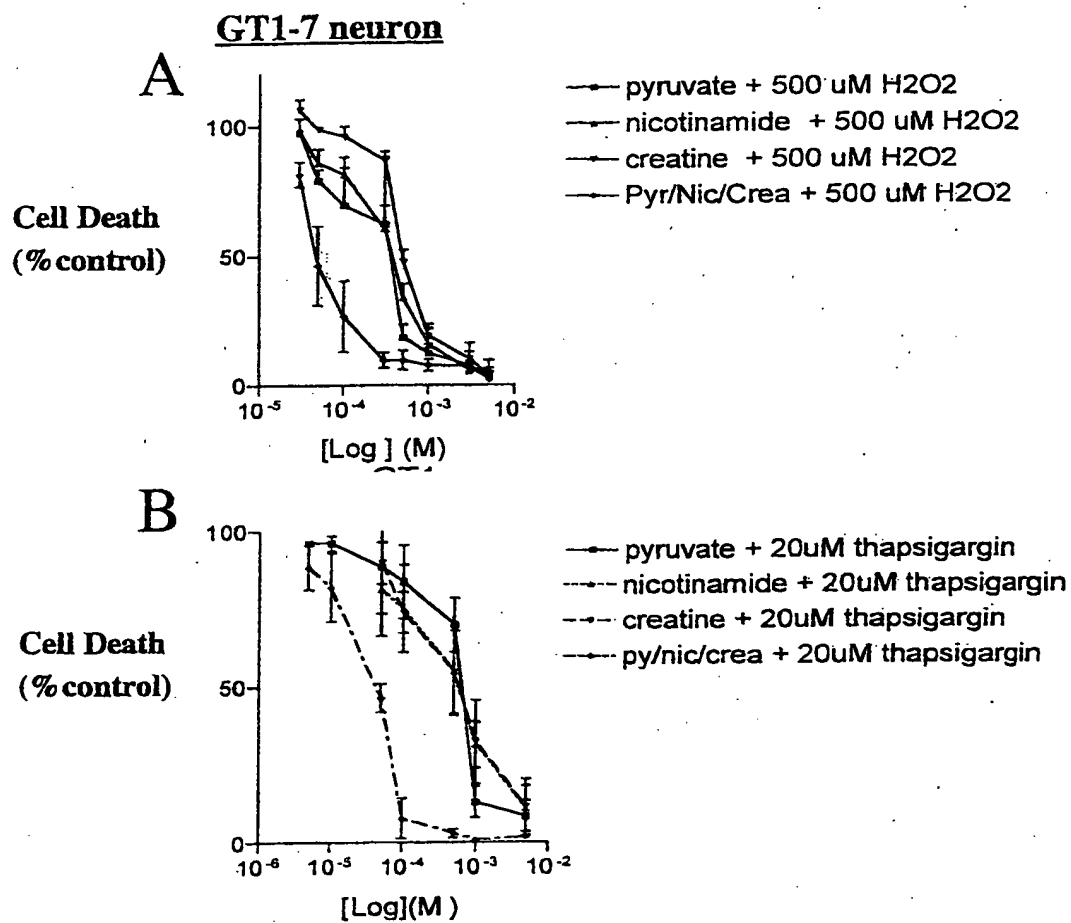 GT1-7 neuron
A
pyruvate + 500 uM H2O2
nicotinamide + 500 uM H2O2
creatine + 500 uM H2O2
Pyr/Nic/Crea + 500 uM H2O2
Cell Death
(% control)
100
50
0
10-5
10-4
10-3
10-2
[Log ] (M)
B
pyruvate + 20uM thapsigargin
nicotinamide + 20uM thapsigargin
creatine + 20uM thapsigargin
py/nic/crea + 20uM thapsigargin
Cell Death
(% control)
100
50
0
10-6
10-5
10-4
10-3
10-2
[Log](M )